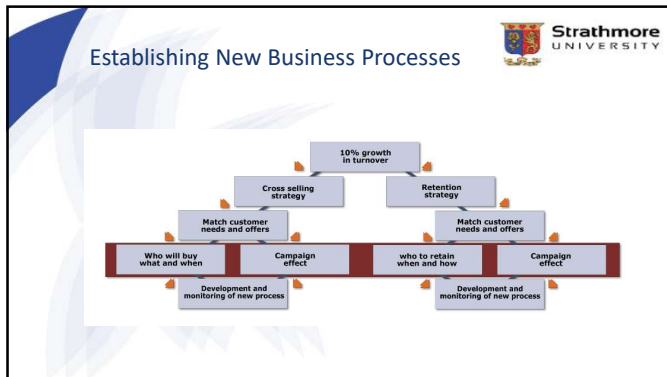 Establishing New Business Processes
Strathmore
UNIVERSITY
10% growth
in turnover
Cross selling
strategy
Retention
strategy
Match customer
needs and offers
Match customer
needs and offers
Who will buy
what and when
Campaign
effect
who to retain
when and how
Campaign
effect
Development and
monitoring of new process
Development and
monitoring of new process